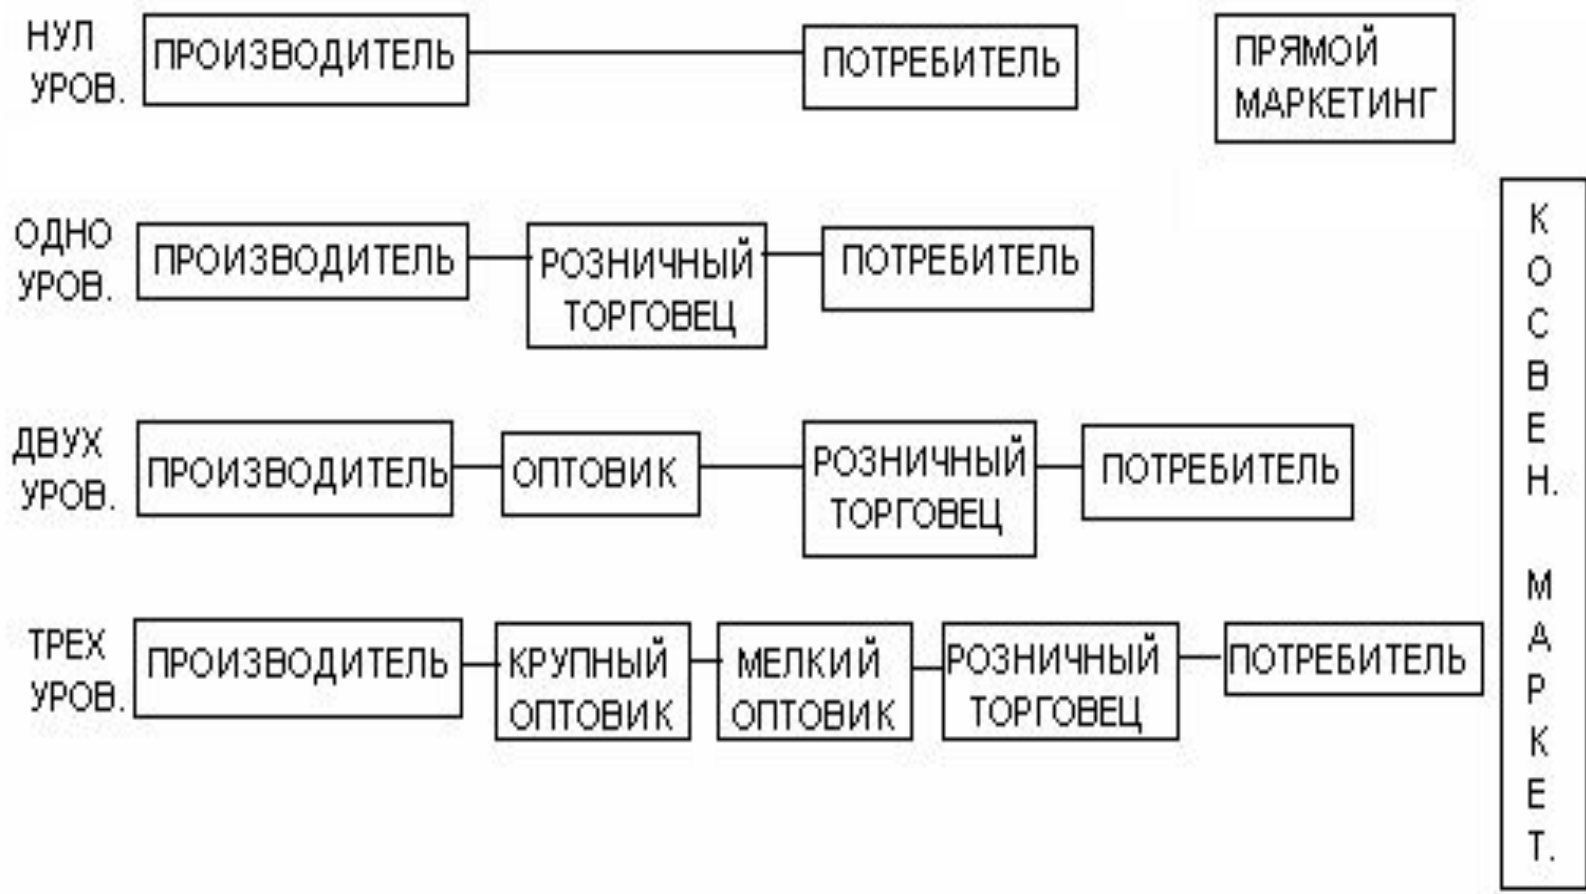 НУЛ
УРОВ.
ПРОИЗВОДИТЕЛЬ
ПОТРЕБИТЕЛЬ
ПРЯМОЙ
МАРКЕТИНГ
ОДНО
УРОВ.
ПРОИЗВОДИТЕЛЬ
РОЗНИЧНЫЙ
ТОРГОВЕЦ
ПОТРЕБИТЕЛЬ
ДВУХ
УРОВ.
ПРОИЗВОДИТЕЛЬ
ОПТОВИК
РОЗНИЧНЫЙ
ТОРГОВЕЦ
ПОТРЕБИТЕЛЬ
ТРЕХ
УРОВ.
ПРОИЗВОДИТЕЛЬ
КРУПНЫЙ
ОПТОВИК
МЕЛКИЙ
ОПТОВИК
РОЗНИЧНЫЙ
ТОРГОВЕЦ
ПОТРЕБИТЕЛЬ
КОСВЕН. МАРКЕТ.